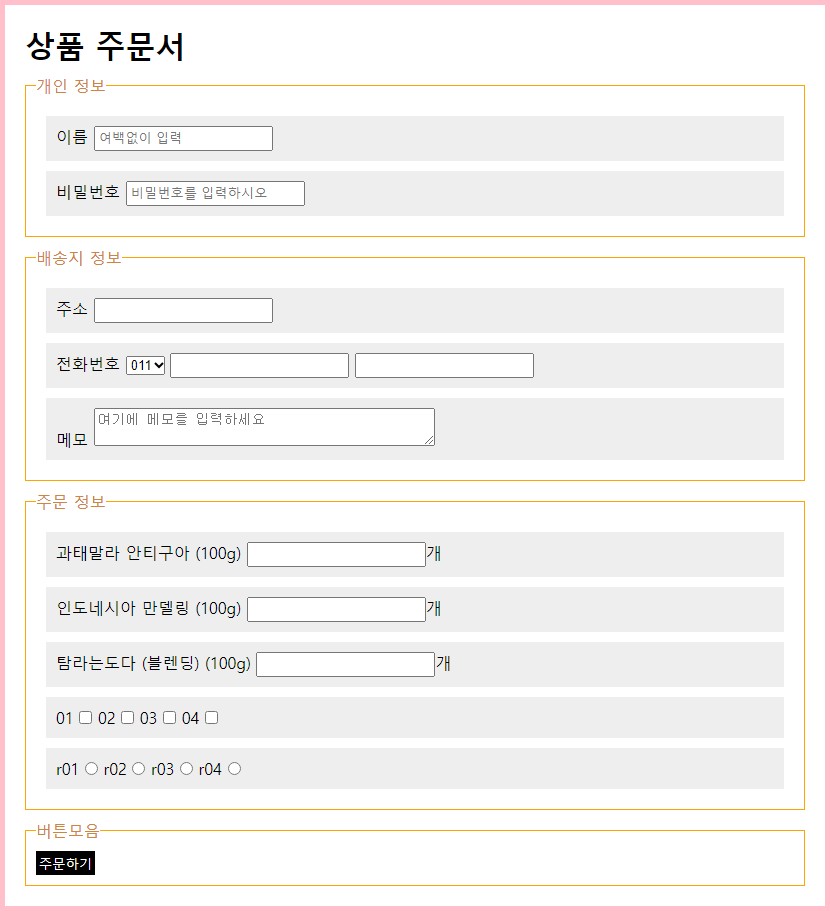 상품 주문서
개인 정보
이름 여백없이 입력
비밀번호 비밀번호를 입력하시오
배송지 정보
주소
전화번호 011
메모 여기에 메모를 입력하세요
주문 정보
과태말라 안티구아 (100g) 개
인도네시아 만델링 (100g) 개
탐라는도다 (블렌딩) (100g) 개
01 02 03 04
r01 r02 r03 r04
버튼모음
주문하기